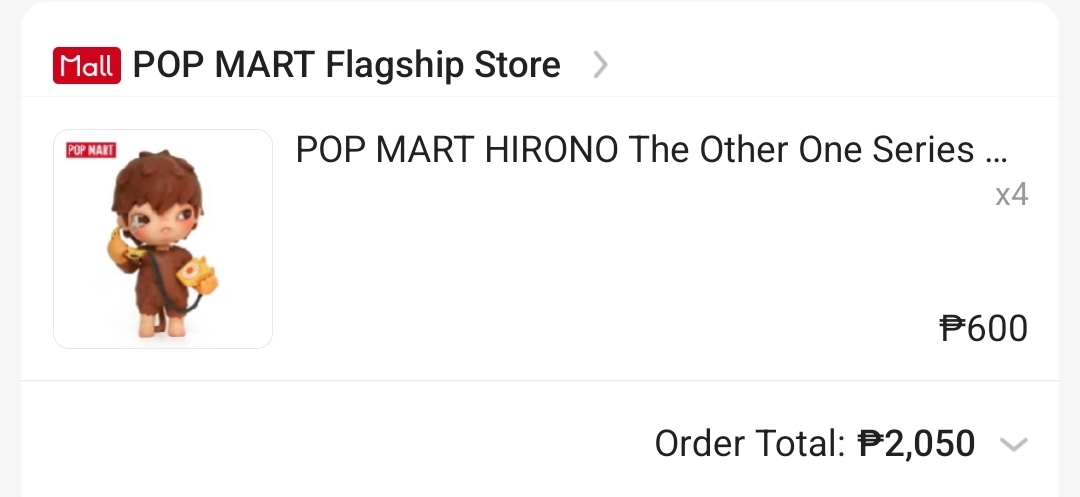 Mall POP MART Flagship Store
POP MART
POP MART HIRONO The Other One Series ...
x4
₱600
Order Total: ₱2,050